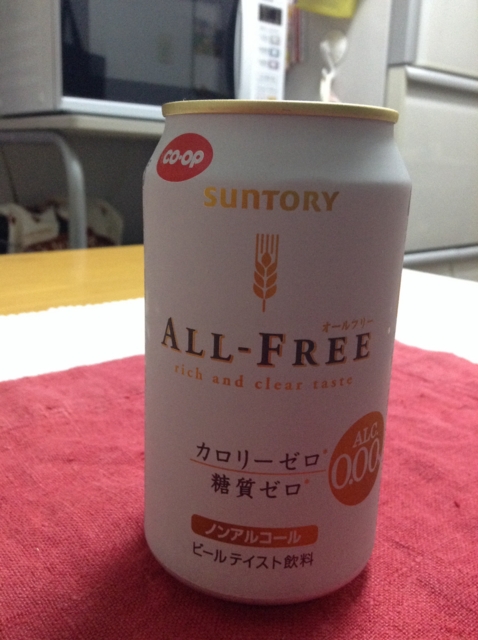 co-op
SUNTORY
オールフリー
ALL-FREE
rich and clear taste
カロリーゼロ*
糖質ゼロ*
ALC.
0.00
ノンアルコール
ビールテイスト飲料